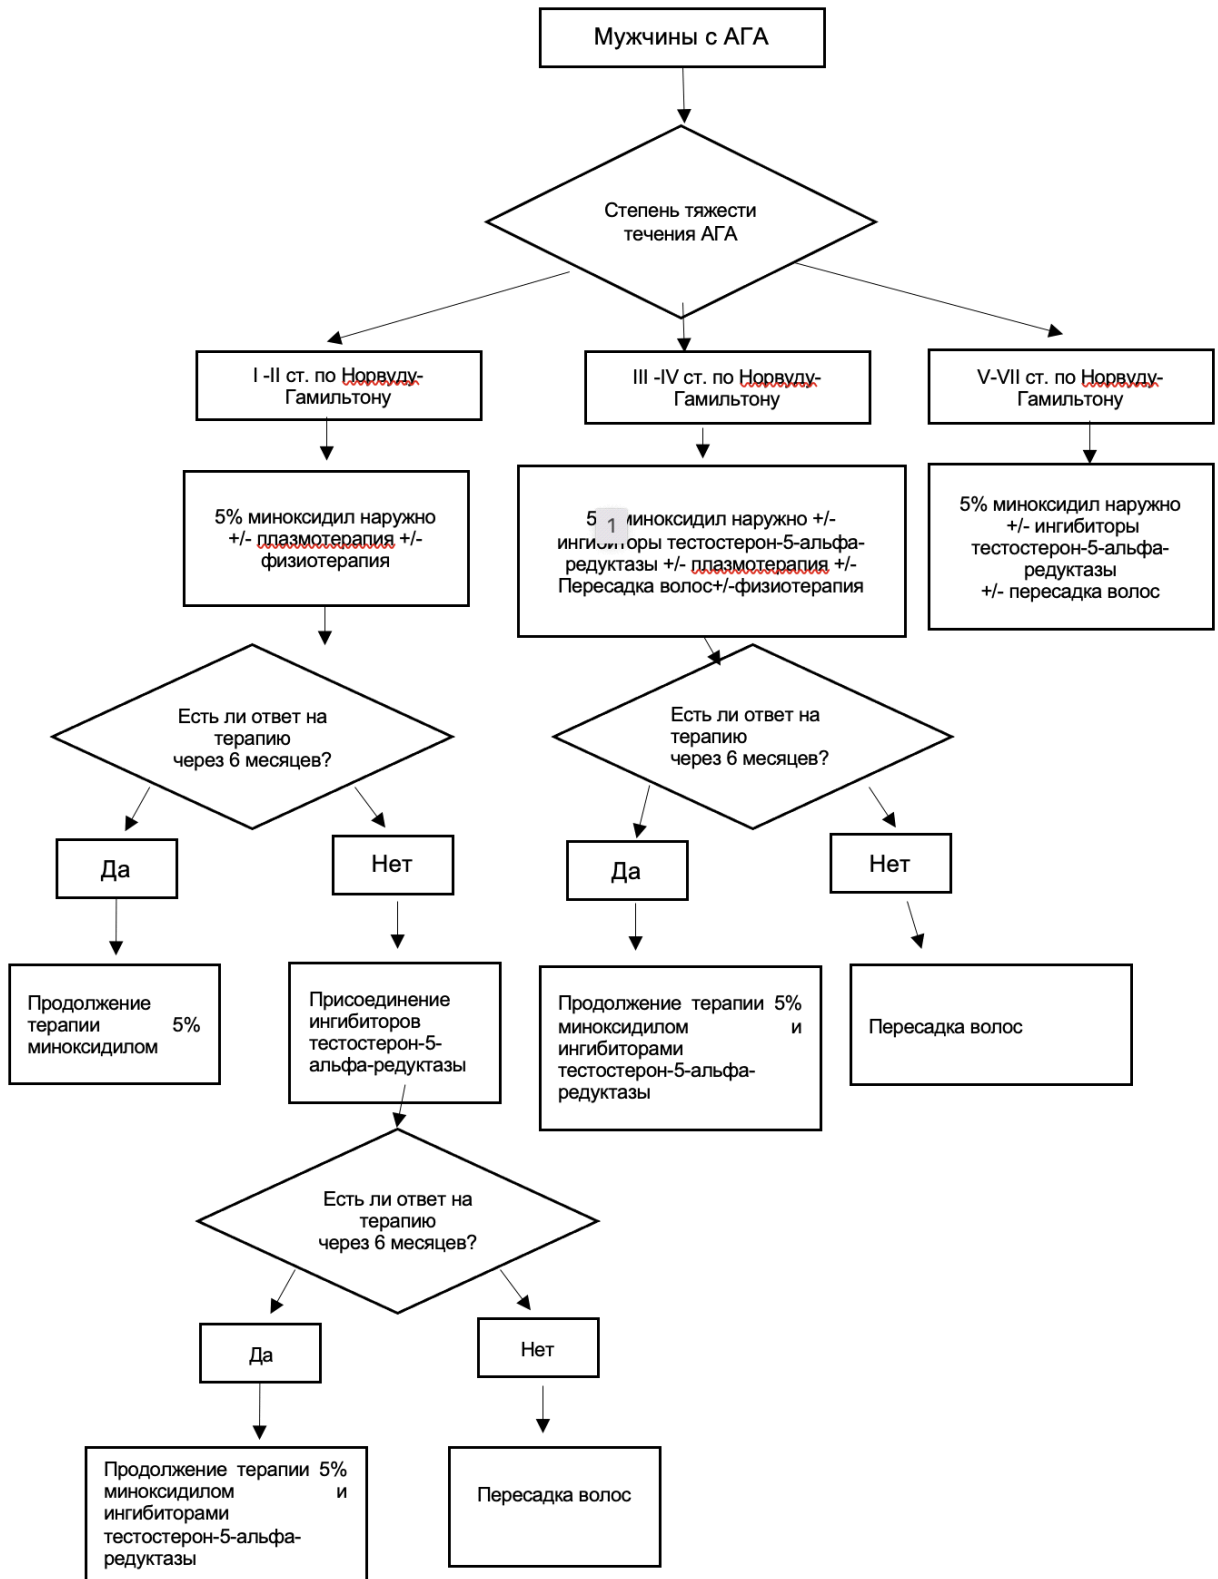 Мужчины с АГА
Степень тяжести
течения АГА
I -II ст. по Норвуду-
Гамильтону
III -IV ст. по Норвуду-
Гамильтону
V-VII ст. по Норвуду-
Гамильтону
5% миноксидил наружно
+/- плазмотерапия +/-
физиотерапия
1
миноксидил наружно +/-
ингибиторы тестостерон-5-альфа-
редуктазы +/- плазмотерапия +/-
Пересадка волос+/-физиотерапия
5% миноксидил наружно
+/- ингибиторы
тестостерон-5-альфа-
редуктазы
+/- пересадка волос
Есть ли ответ на
терапию
через 6 месяцев?
Есть ли ответ на
терапию
через 6 месяцев?
Да
Нет
Да
Нет
Продолжение
терапии 5%
миноксидилом
Присоединение
ингибиторов
тестостерон-5-
альфа-редуктазы
Продолжение терапии 5%
миноксидилом и
ингибиторами
тестостерон-5-альфа-
редуктазы
Пересадка волос
Есть ли ответ на
терапию
через 6 месяцев?
Да
Нет
Продолжение терапии 5%
миноксидилом и
ингибиторами
тестостерон-5-альфа-
редуктазы
Пересадка волос